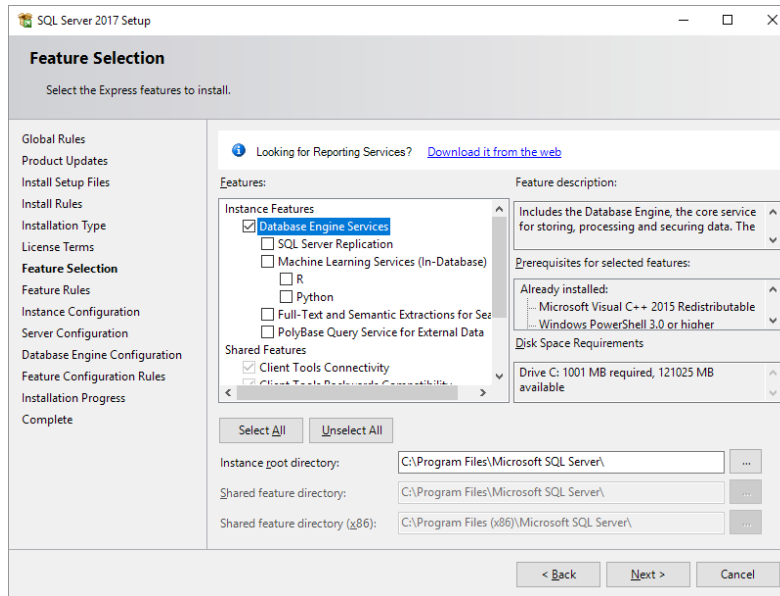 SQL Server 2017 Setup
Feature Selection
Select the Express features to install.
Global Rules
Product Updates
Install Setup Files
Install Rules
Installation Type
License Terms
Feature Selection
Feature Rules
Instance Configuration
Server Configuration
Database Engine Configuration
Feature Configuration Rules
Installation Progress
Complete
Looking for Reporting Services? Download it from the web
Features:
Instance Features
Database Engine Services
SQL Server Replication
Machine Learning Services (In-Database)
R
Python
Full-Text and Semantic Extractions for Sea
PolyBase Query Service for External Data
Shared Features
Client Tools Connectivity
Client Tools Backwards Compatibility
Feature description:
Includes the Database Engine, the core service
for storing, processing and securing data. The
Prerequisites for selected features:
Already installed:
Microsoft Visual C++ 2015 Redistributable
Windows PowerShell 3.0 or higher
Disk Space Requirements
Drive C: 1001 MB required, 121025 MB
available
Select All
Unselect All
Instance root directory:
C:\Program Files\Microsoft SQL Server\
...
Shared feature directory:
C:\Program Files\Microsoft SQL Server\
...
Shared feature directory (x86):
C:\Program Files (x86)\Microsoft SQL Server\
...
< Back
Next >
Cancel